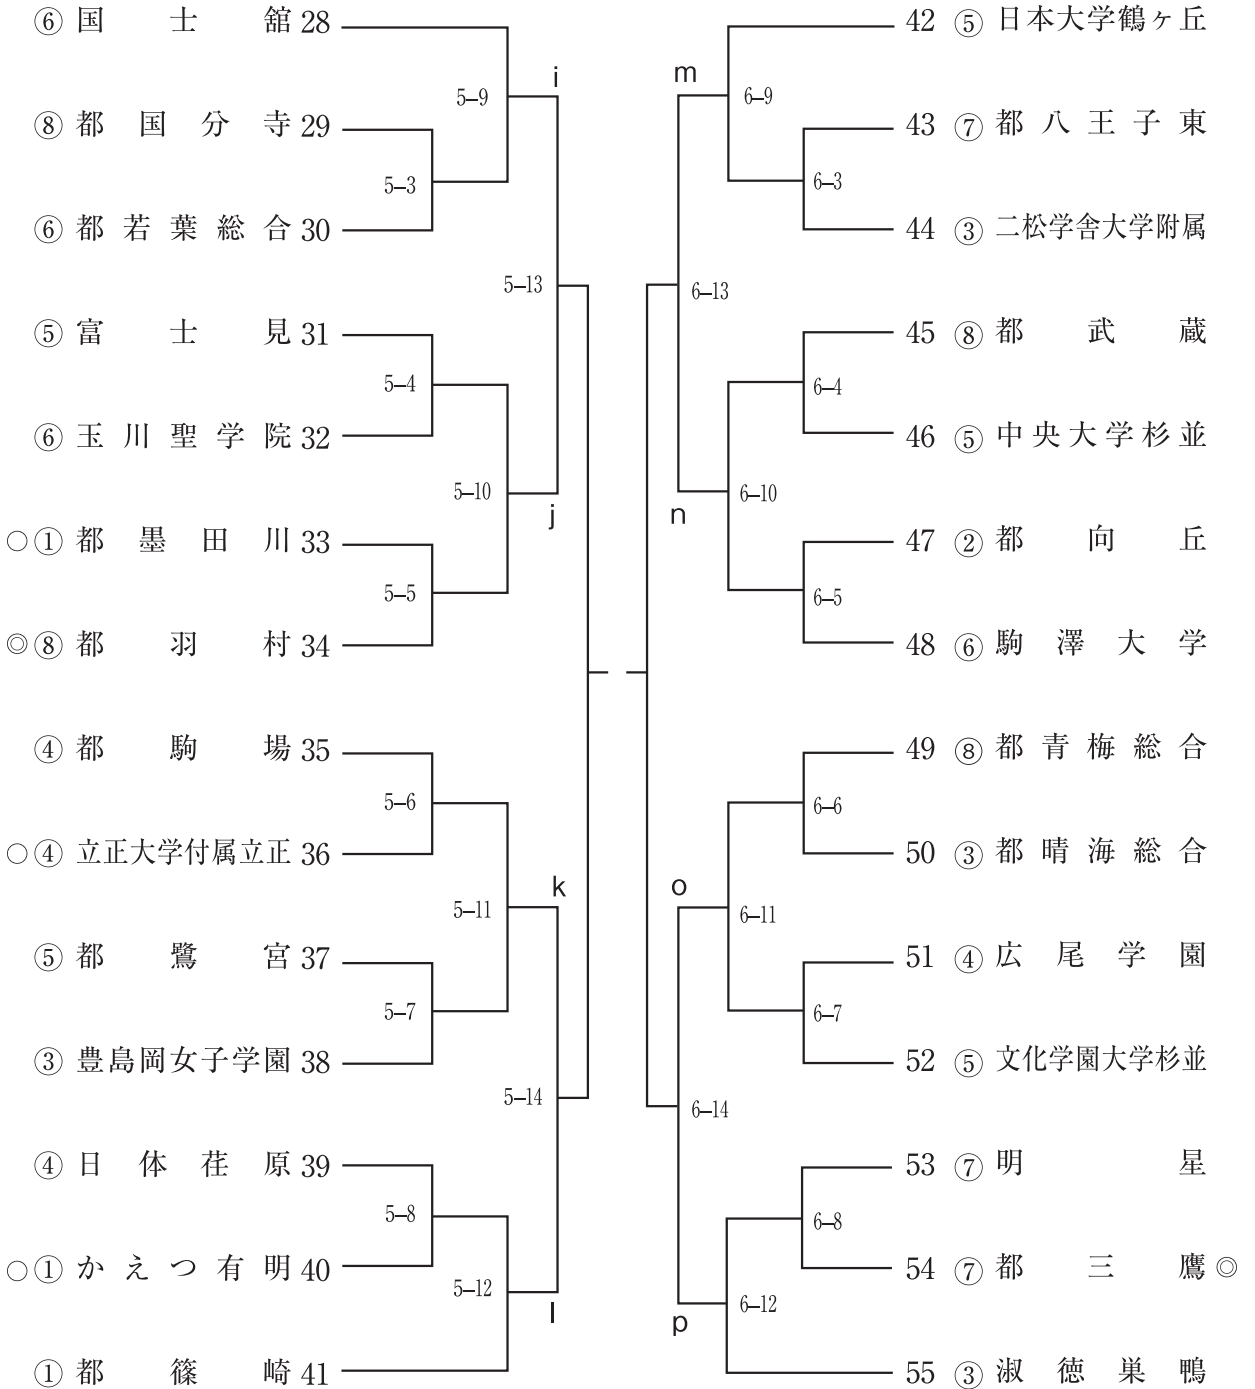 ⑥ 国士舘 28
⑧ 都国分寺 29
⑥ 都若葉総合 30
⑤ 富士見 31
⑥ 玉川聖学院 32
○① 都墨田川 33
◎⑧ 都羽村 34
④ 都駒場 35
○④ 立正大学付属立正 36
⑤ 都鷺宮 37
③ 豊島岡女子学園 38
④ 日体荏原 39
○① かえつ有明 40
① 都篠崎 41
5–9
i
5–3
5–13
5–4
5–10
j
5–5
5–6
k
5–11
5–7
5–14
5–8
5–12
l
m
6–9
6–3
6–13
6–4
6–10
n
6–5
6–6
o
6–11
6–7
6–14
6–8
6–12
p
42 ⑤ 日本大学鶴ヶ丘
43 ⑦ 都八王子東
44 ③ 二松学舎大学附属
45 ⑧ 都武蔵
46 ⑤ 中央大学杉並
47 ② 都向丘
48 ⑥ 駒澤大学
49 ⑧ 都青梅総合
50 ③ 都晴海総合
51 ④ 広尾学園
52 ⑤ 文化学園大学杉並
53 ⑦ 明星
54 ⑦ 都三鷹 ◎
55 ③ 淑徳巣鴨